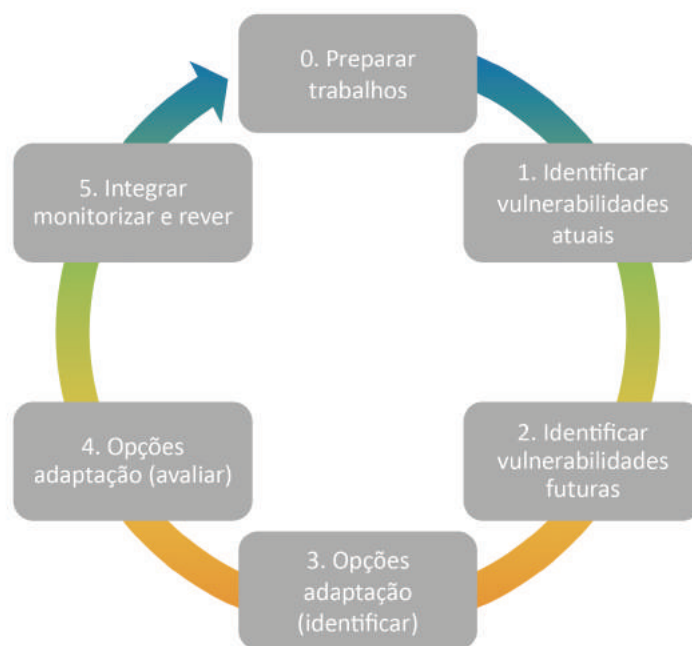 0. Preparar
trabalhos
1. Identificar
vulnerabilidades
atuais
2. Identificar
vulnerabilidades
futuras
3. Opções
adaptação
(identificar)
4. Opções
adaptação (avaliar)
5. Integrar
monitorizar e rever